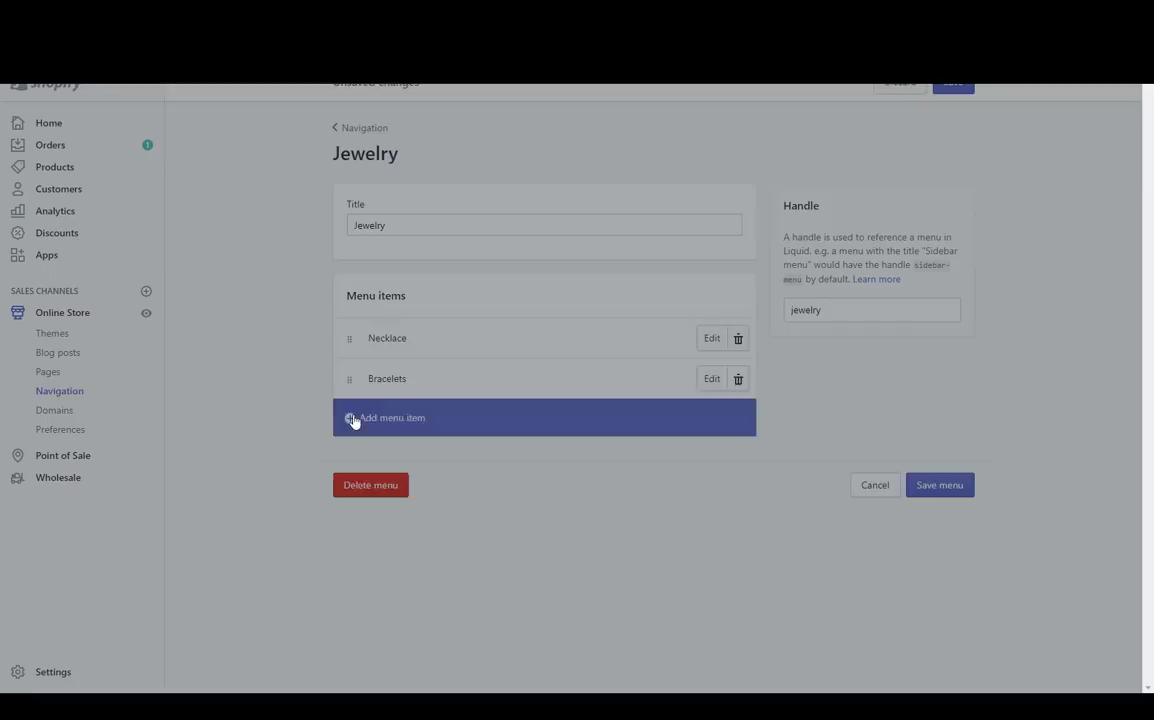 shopify
Unsaved changes
Home
Orders
1
Products
Customers
Analytics
Discounts
Apps
SALES CHANNELS
Online Store
Themes
Blog posts
Pages
Navigation
Domains
Preferences
Point of Sale
Wholesale
Settings
Navigation
Jewelry
Title
Jewelry
Menu items
Necklace
Edit
Bracelets
Edit
Add menu item
Delete menu
Cancel
Save menu
Handle
A handle is used to reference a menu in
Liquid. e.g. a menu with the title "Sidebar
menu" would have the handle sidebar-
menu by default. Learn more
jewelry